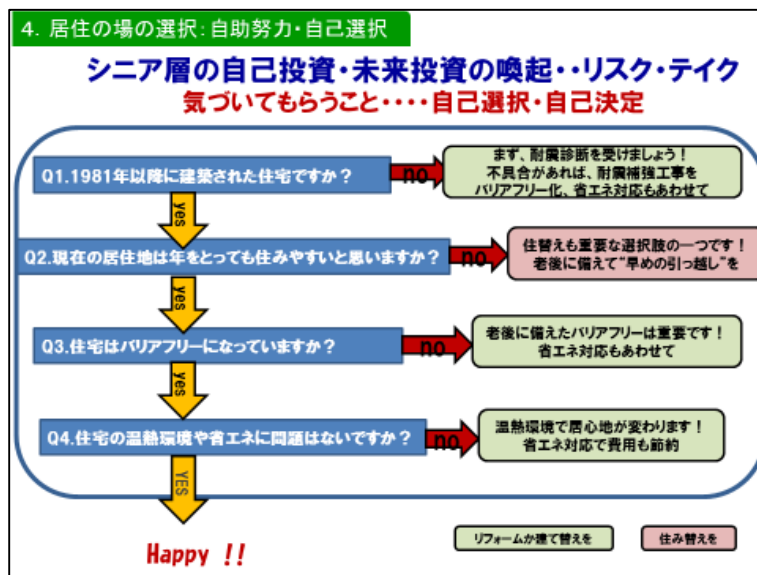 4. 居住の場の選択：自助努力・自己選択
シニア層の自己投資・未来投資の喚起・・リスク・テイク
気づいてもらうこと・・・・自己選択・自己決定
Q1.1981年以降に建築された住宅ですか？
no
まず、耐震診断を受けましょう！
不具合があれば、耐震補強工事を
バリアフリー化、省エネ対応もあわせて
yes
Q2.現在の居住地は年をとっても住みやすいと思いますか？
no
住替えも重要な選択肢の一つです！
老後に備えて“早めの引っ越し”を
yes
Q3.住宅はバリアフリーになっていますか？
no
老後に備えたバリアフリーは重要です！
省エネ対応もあわせて
yes
Q4.住宅の温熱環境や省エネに問題はないですか？
no
温熱環境で居心地が変わります！
省エネ対応で費用も節約
YES
Happy !!
リフォームか建て替えを
住み替えを